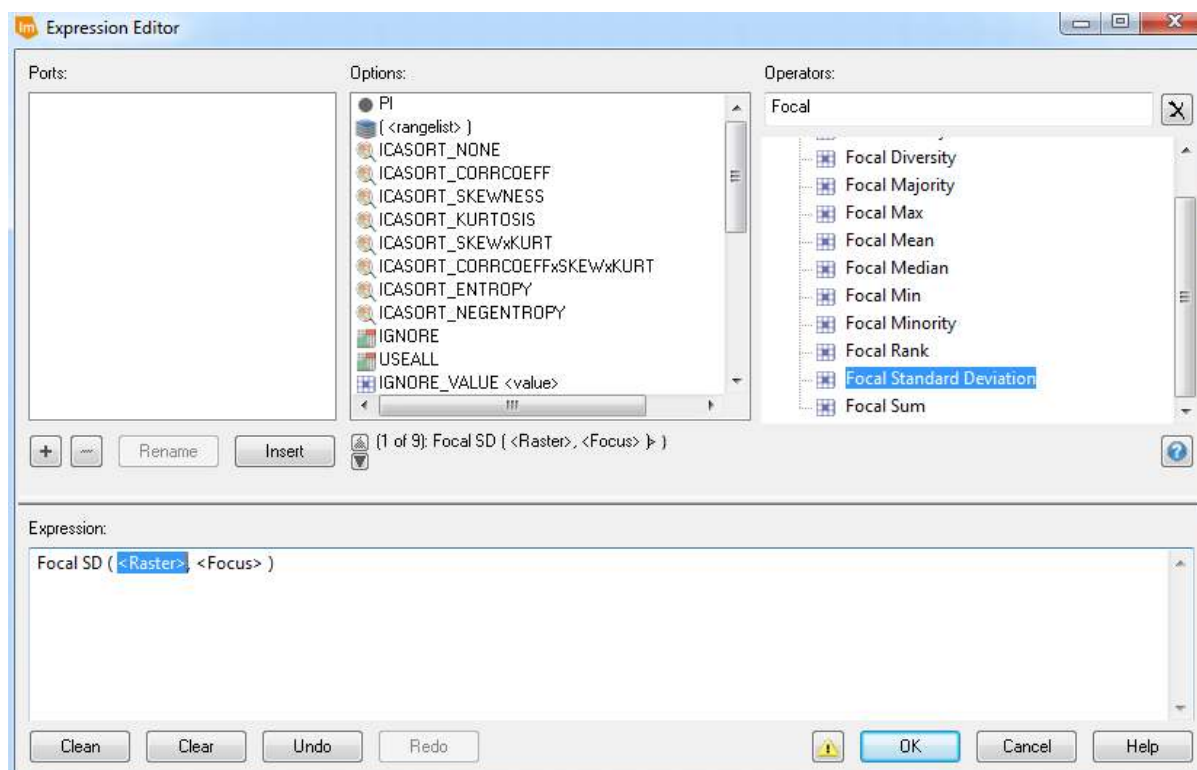 Im Expression Editor
Ports:
Options:
Operators:
Focal
PI
( <rangelist> )
ICASORT_NONE
ICASORT_CORRCOEFF
ICASORT_SKEWNESS
ICASORT_KURTOSIS
ICASORT_SKEWxKURT
ICASORT_CORRCOEFFxSKEWxKURT
ICASORT_ENTROPY
ICASORT_NEGENTROPY
IGNORE
USEALL
IGNORE_VALUE <value>
Focal Diversity
Focal Majority
Focal Max
Focal Mean
Focal Median
Focal Min
Focal Minority
Focal Rank
Focal Standard Deviation
Focal Sum
+ − Rename Insert
(1 of 9): Focal SD ( <Raster>, <Focus> )
Expression:
Focal SD ( <Raster>, <Focus> )
Clean Clear Undo Redo OK Cancel Help